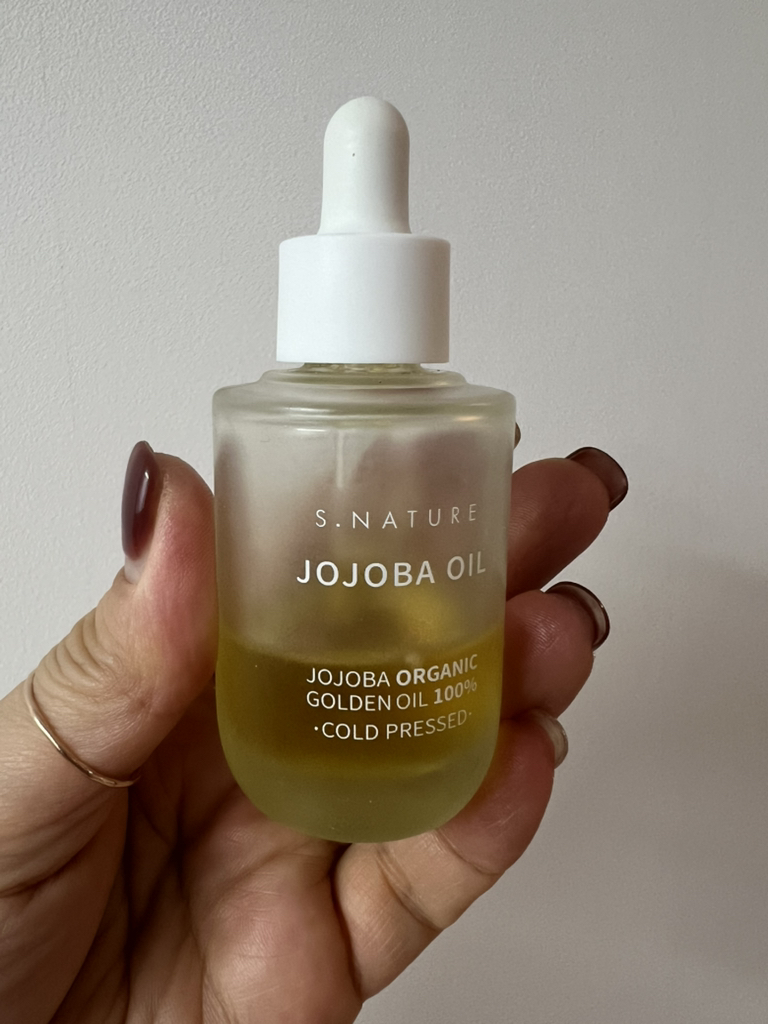 S.NATURE
JOJOBA OIL
JOJOBA ORGANIC
GOLDEN OIL 100%
·COLD PRESSED·